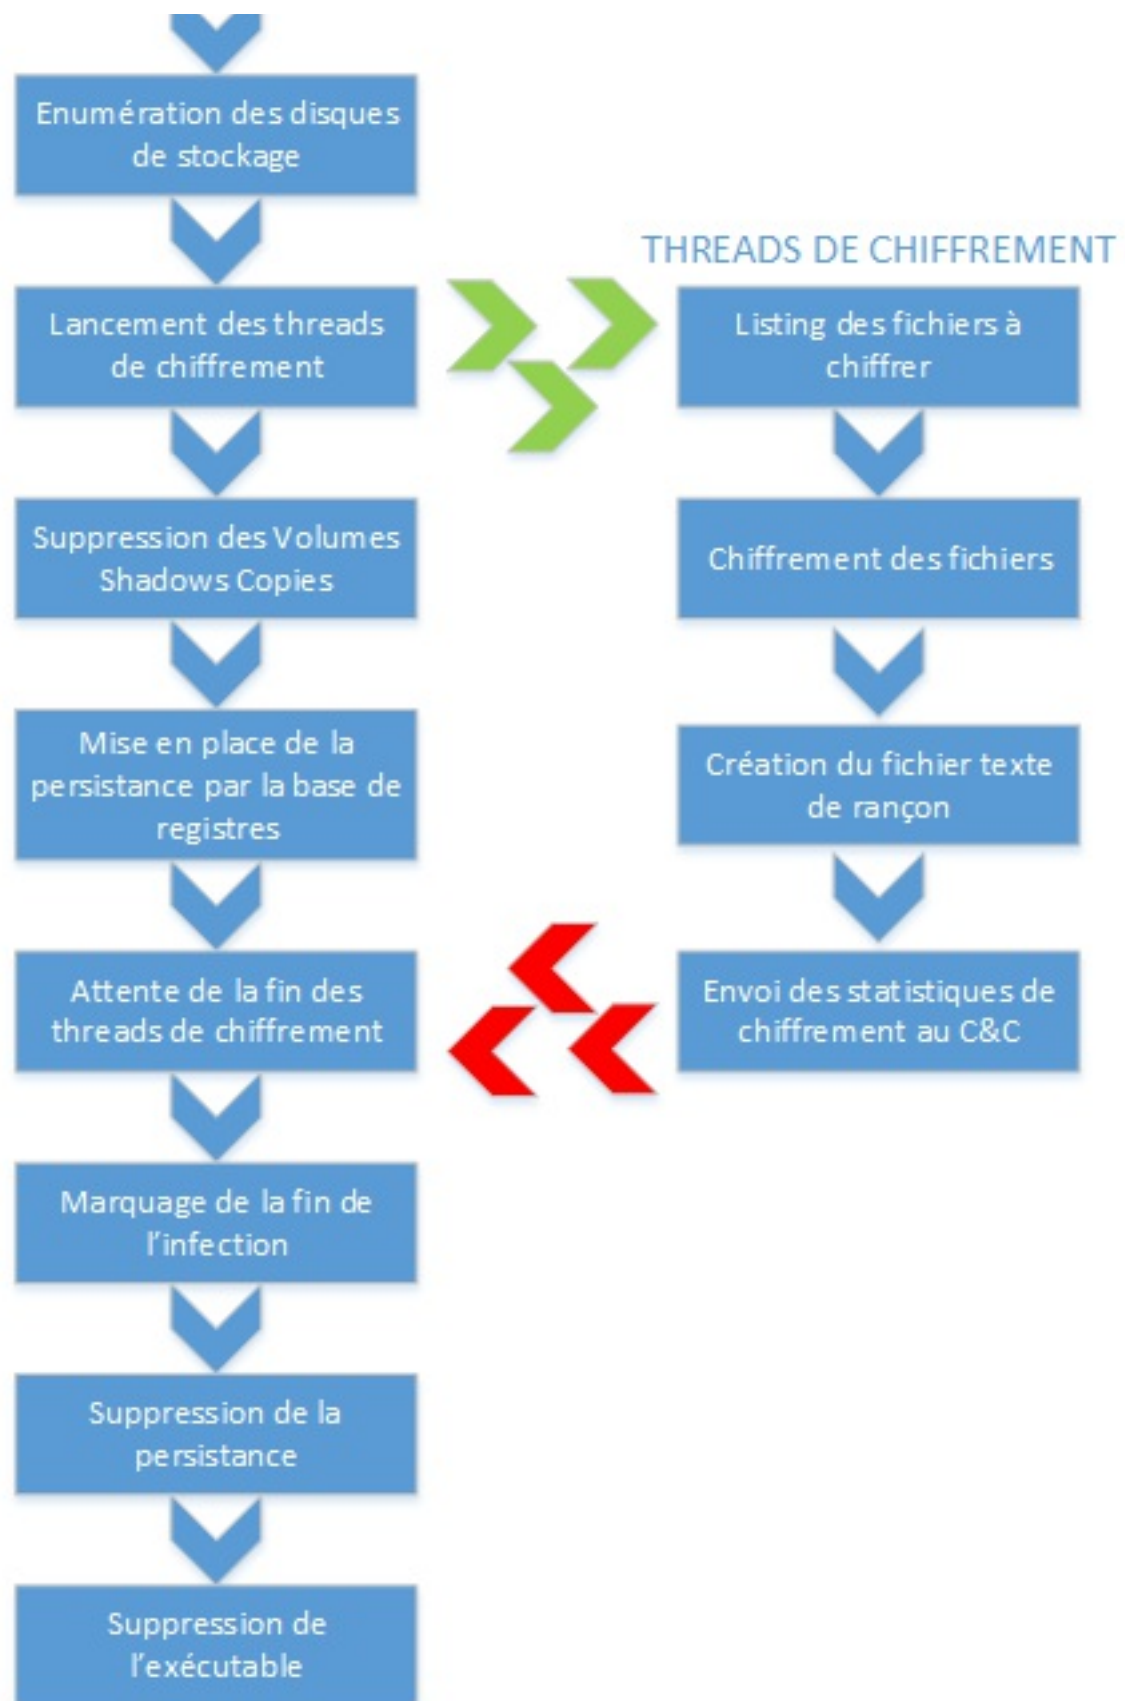 Enumération des disques
de stockage
THREADS DE CHIFFREMENT
Lancement des threads
de chiffrement
Listing des fichiers à
chiffrer
Suppression des Volumes
Shadows Copies
Chiffrement des fichiers
Mise en place de la
persistance par la base de
registres
Création du fichier texte
de rançon
Attente de la fin des
threads de chiffrement
Envoi des statistiques de
chiffrement au C&C
Marquage de la fin de
l'infection
Suppression de la
persistance
Suppression de
l'exécutable